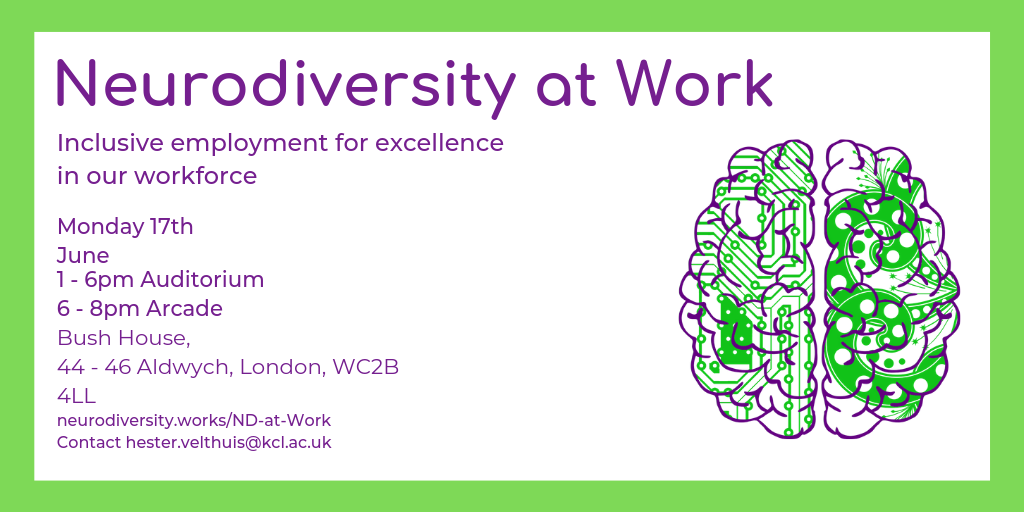 Neurodiversity at Work
Inclusive employment for excellence
in our workforce
Monday 17th
June
1 - 6pm Auditorium
6 - 8pm Arcade
Bush House,
44 - 46 Aldwych, London, WC2B
4LL
neurodiversity.works/ND-at-Work
Contact hester.velthuis@kcl.ac.uk